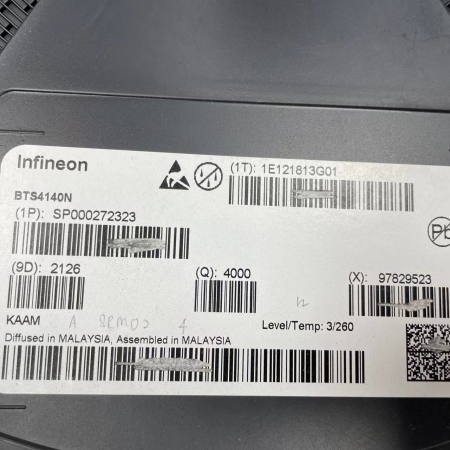 Infineon
(1T): 1E121813G01
BTS4140N
(1P): SP000272323
Pb
(9D): 2126
(Q): 4000
(X): 97829523
KAAM
Level/Temp: 3/260
Diffused in MALAYSIA, Assembled in MALAYSIA